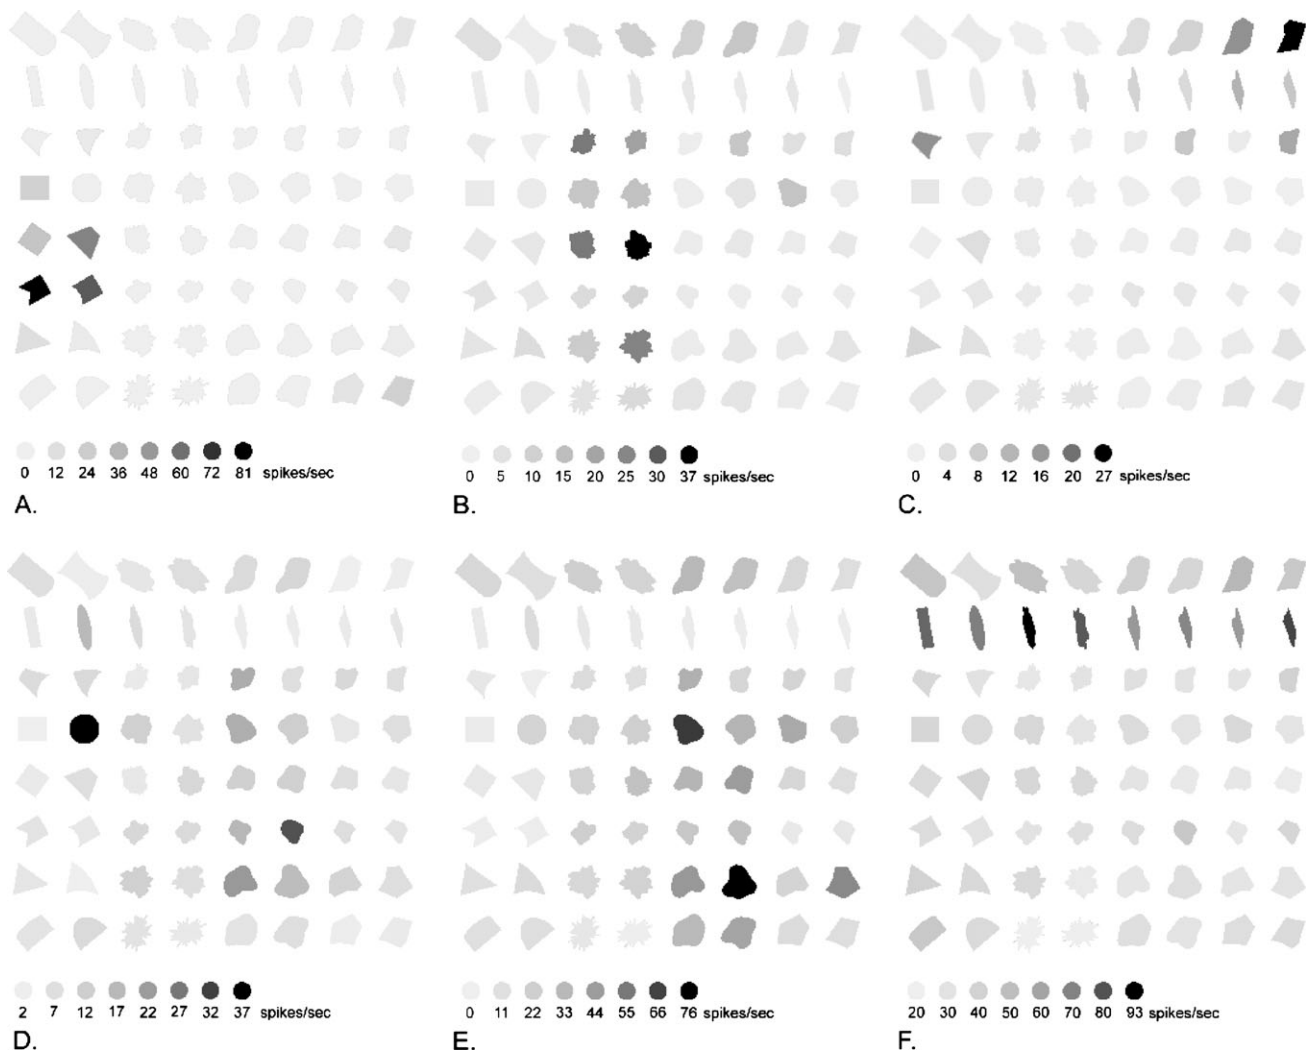 0 12 24 36 48 60 72 81 spikes/sec
A.
0 5 10 15 20 25 30 37 spikes/sec
B.
0 4 8 12 16 20 27 spikes/sec
C.
2 7 12 17 22 27 32 37 spikes/sec
D.
0 11 22 33 44 55 66 76 spikes/sec
E.
20 30 40 50 60 70 80 93 spikes/sec
F.